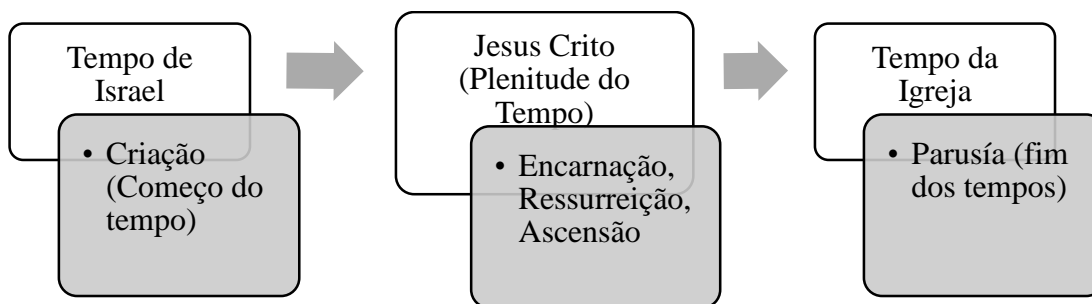 Tempo de
Israel
• Criação
(Começo do
tempo)
Jesus Crito
(Plenitude do
Tempo)
• Encarnação,
Ressurreição,
Ascensão
Tempo da
Igreja
• Parusía (fim
dos tempos)